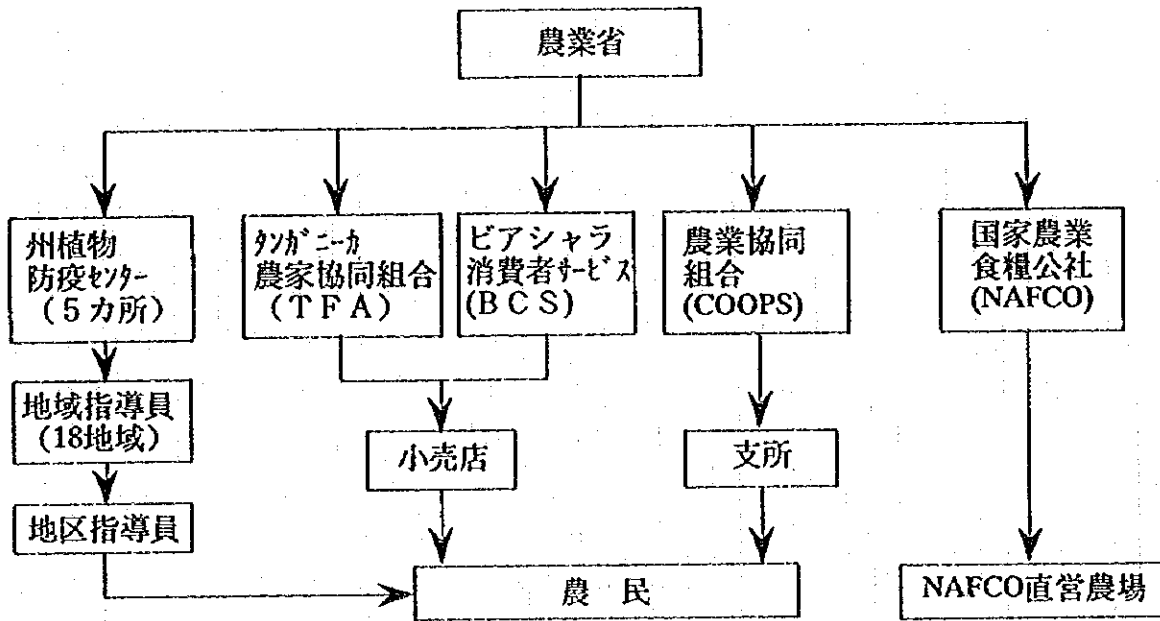 農業省
州植物
防疫センター
(5カ所)
タンガニーカ
農家協同組合
(TFA)
ビアシャラ
消費者サービス
(BCS)
農業協同
組合
(COOPS)
国家農業
食糧公社
(NAFCO)
地域指導員
(18地域)
小売店
支所
地区指導員
農 民
NAFCO直営農場